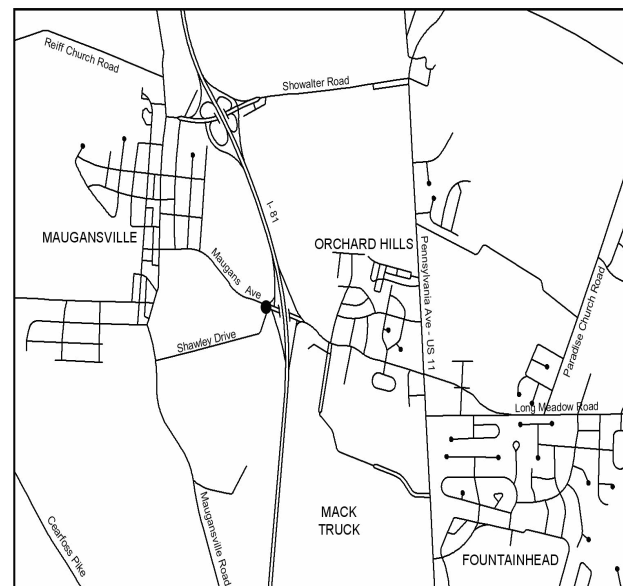 Reiff Church Road
Showalter Road
I- 81
MAUGANSVILLE
ORCHARD HILLS
Maugans Ave
Pennsylvania Ave - US 11
Paradise Church Road
Shawley Drive
Long Meadow Road
Maugansville Road
MACK
TRUCK
Cearfoss Pike
FOUNTAINHEAD